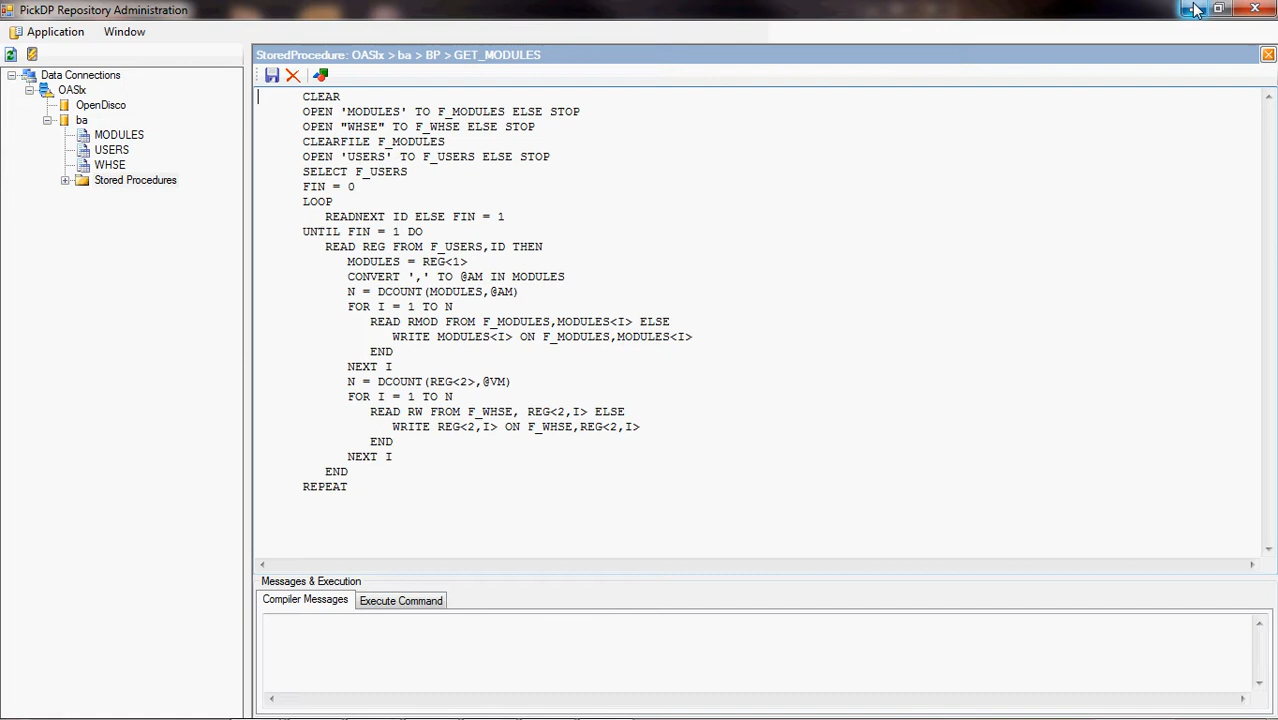 PickDP Repository Administration
Application Window
StoredProcedure: OASIx > ba > BP > GET_MODULES
Data Connections
OASIx
OpenDisco
ba
MODULES
USERS
WHSE
Stored Procedures
CLEAR
OPEN 'MODULES' TO F_MODULES ELSE STOP
OPEN "WHSE" TO F_WHSE ELSE STOP
CLEARFILE F_MODULES
OPEN 'USERS' TO F_USERS ELSE STOP
SELECT F_USERS
FIN = 0
LOOP
READNEXT ID ELSE FIN = 1
UNTIL FIN = 1 DO
READ REG FROM F_USERS,ID THEN
MODULES = REG<1>
CONVERT ',' TO @AM IN MODULES
N = DCOUNT(MODULES,@AM)
FOR I = 1 TO N
READ RMOD FROM F_MODULES,MODULES<I> ELSE
WRITE MODULES<I> ON F_MODULES,MODULES<I>
END
NEXT I
N = DCOUNT(REG<2>,@VM)
FOR I = 1 TO N
READ RW FROM F_WHSE, REG<2,I> ELSE
WRITE REG<2,I> ON F_WHSE,REG<2,I>
END
NEXT I
END
REPEAT
Messages & Execution
Compiler Messages Execute Command